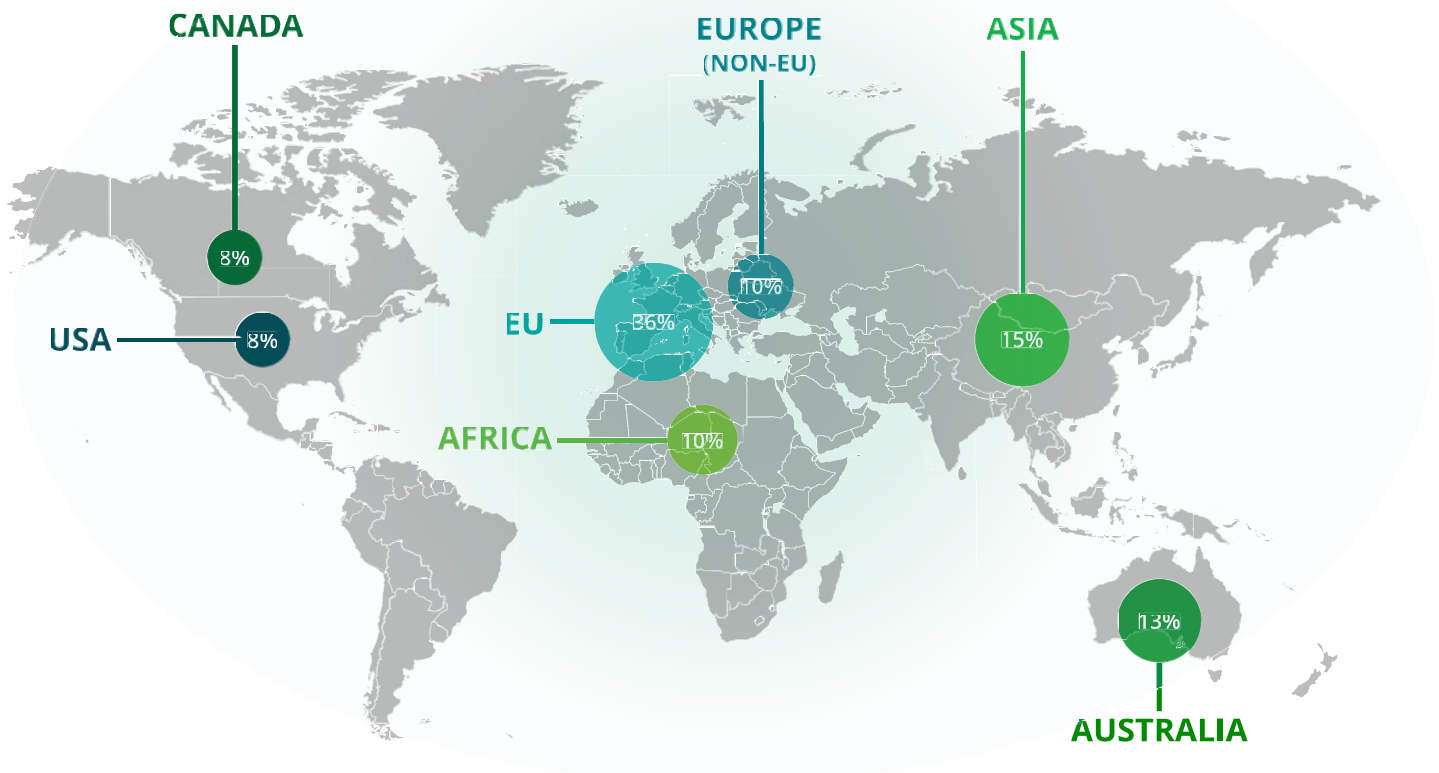 CANADA
EUROPE
(NON-EU)
ASIA
8%
10%
EU
36%
USA
8%
15%
AFRICA
10%
13%
AUSTRALIA